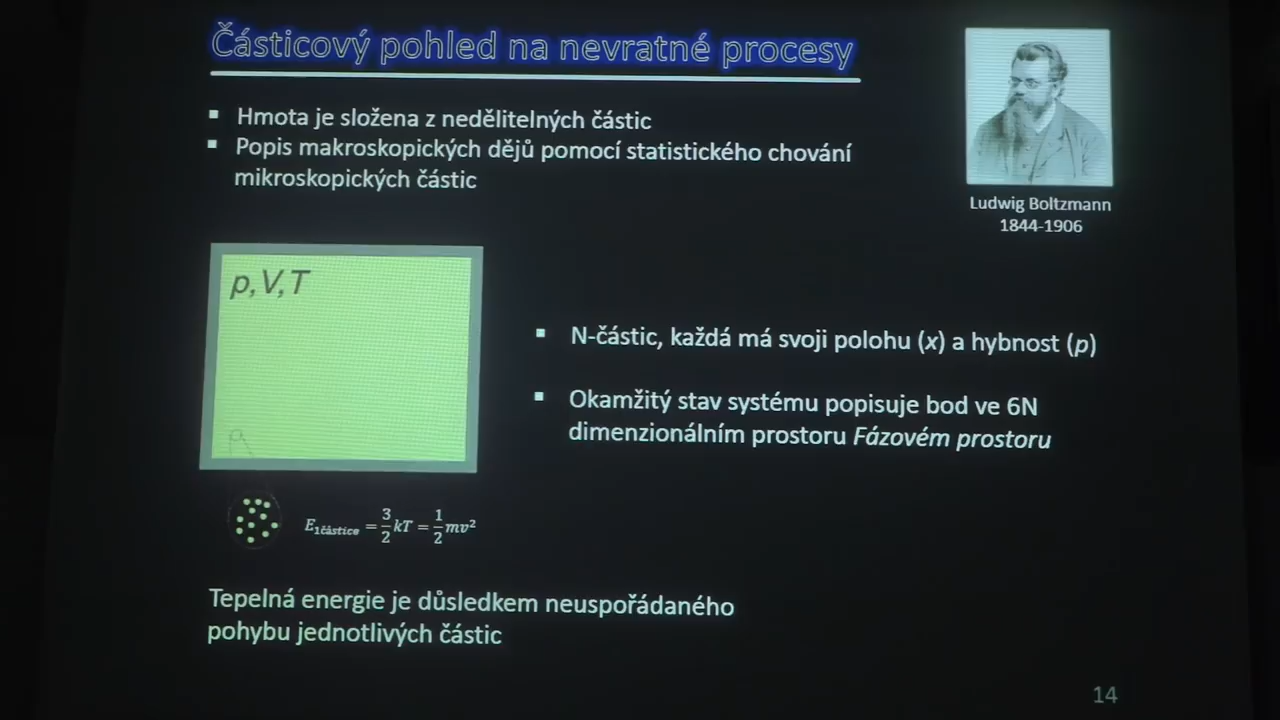 Částicový pohled na nevratné procesy
▪ Hmota je složena z nedělitelných částic
▪ Popis makroskopických dějů pomocí statistického chování
mikroskopických částic
Ludwig Boltzmann
1844-1906
p,V,T
▪ N-částic, každá má svoji polohu (x) a hybnost (p)
▪ Okamžitý stav systému popisuje bod ve 6N
dimenzionálním prostoru Fázovém prostoru
E₁částice = 3/2 kT = 1/2 mv²
Tepelná energie je důsledkem neuspořádaného
pohybu jednotlivých částic
14